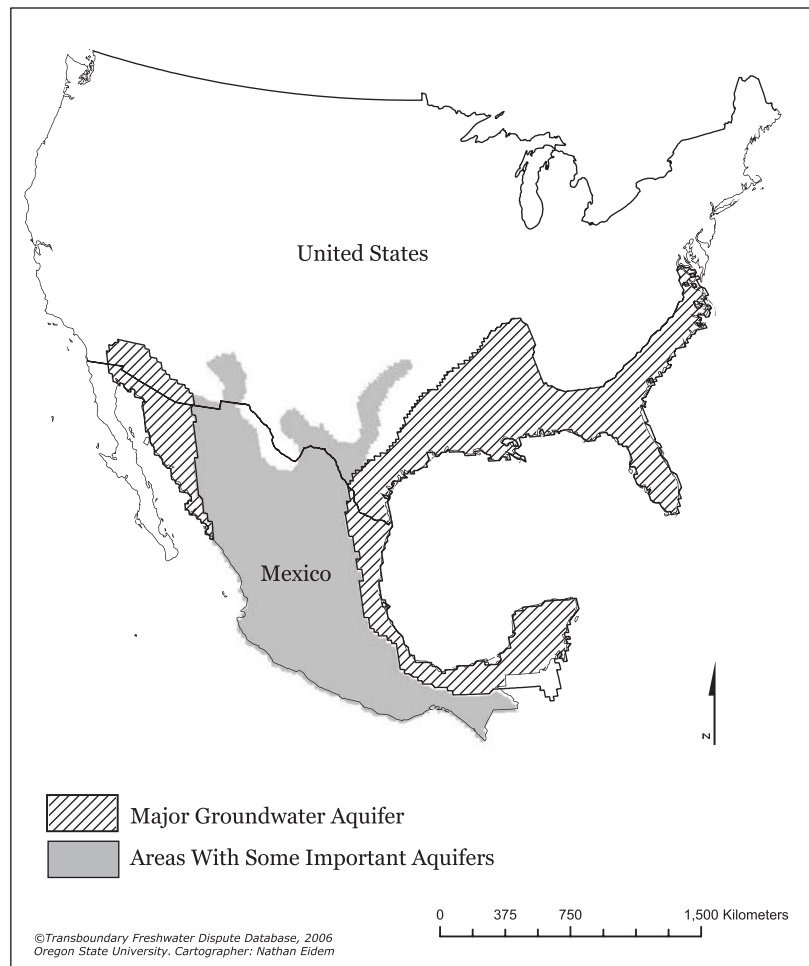 United States
Mexico
N
Major Groundwater Aquifer
Areas With Some Important Aquifers
0 375 750 1,500 Kilometers
©Transboundary Freshwater Dispute Database, 2006
Oregon State University. Cartographer: Nathan Eidem